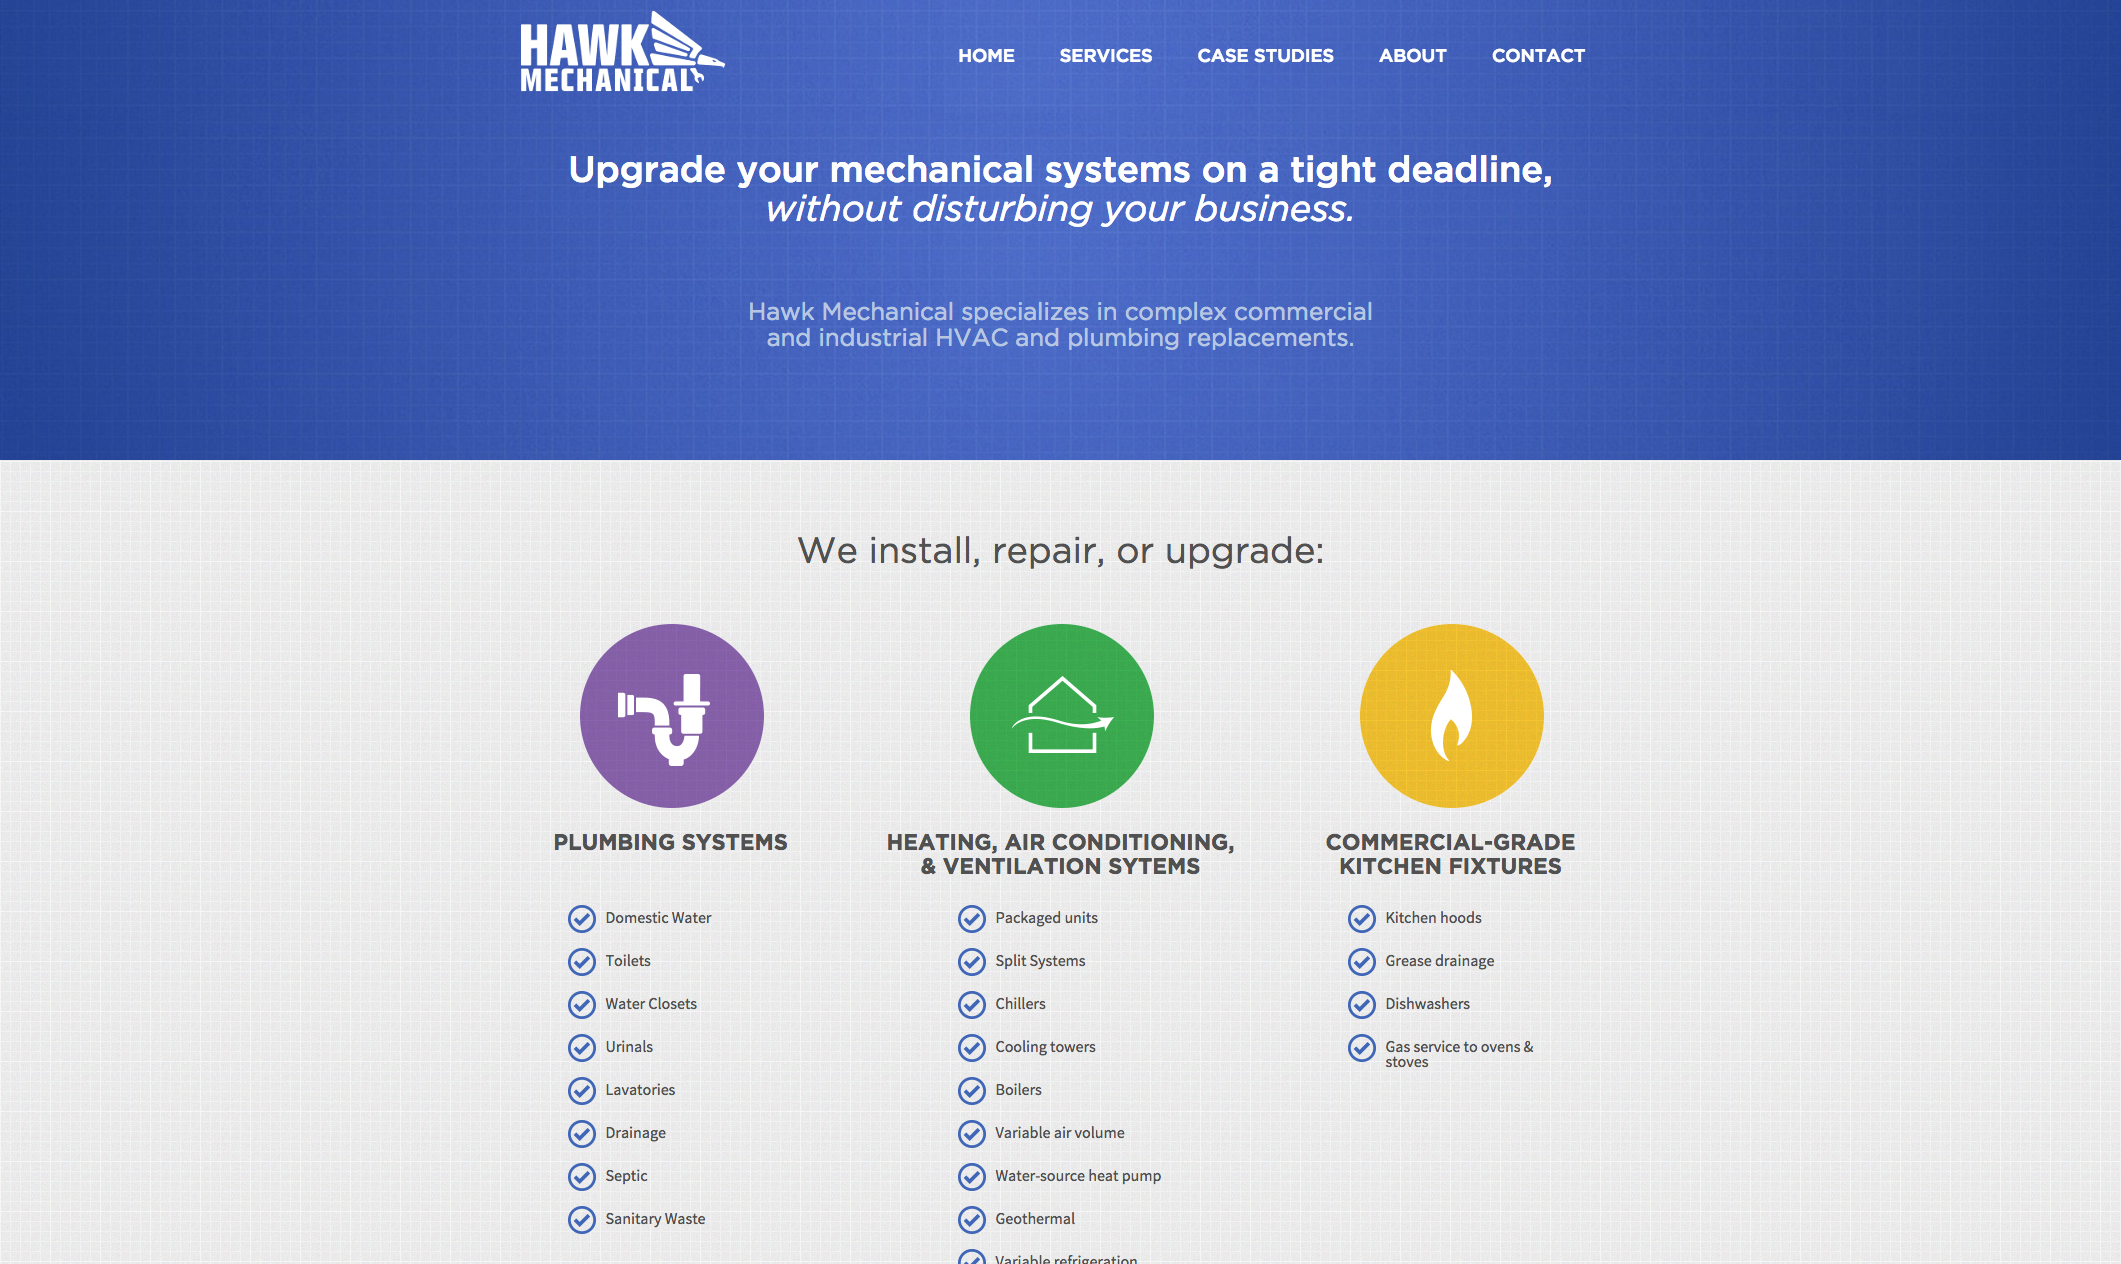 HAWK
MECHANICAL
HOME SERVICES CASE STUDIES ABOUT CONTACT
Upgrade your mechanical systems on a tight deadline,
without disturbing your business.
Hawk Mechanical specializes in complex commercial
and industrial HVAC and plumbing replacements.
We install, repair, or upgrade:
PLUMBING SYSTEMS
Domestic Water
Toilets
Water Closets
Urinals
Lavatories
Drainage
Septic
Sanitary Waste
HEATING, AIR CONDITIONING,
& VENTILATION SYTEMS
Packaged units
Split Systems
Chillers
Cooling towers
Boilers
Variable air volume
Water-source heat pump
Geothermal
Variable refrigeration
COMMERCIAL-GRADE
KITCHEN FIXTURES
Kitchen hoods
Grease drainage
Dishwashers
Gas service to ovens &
stoves